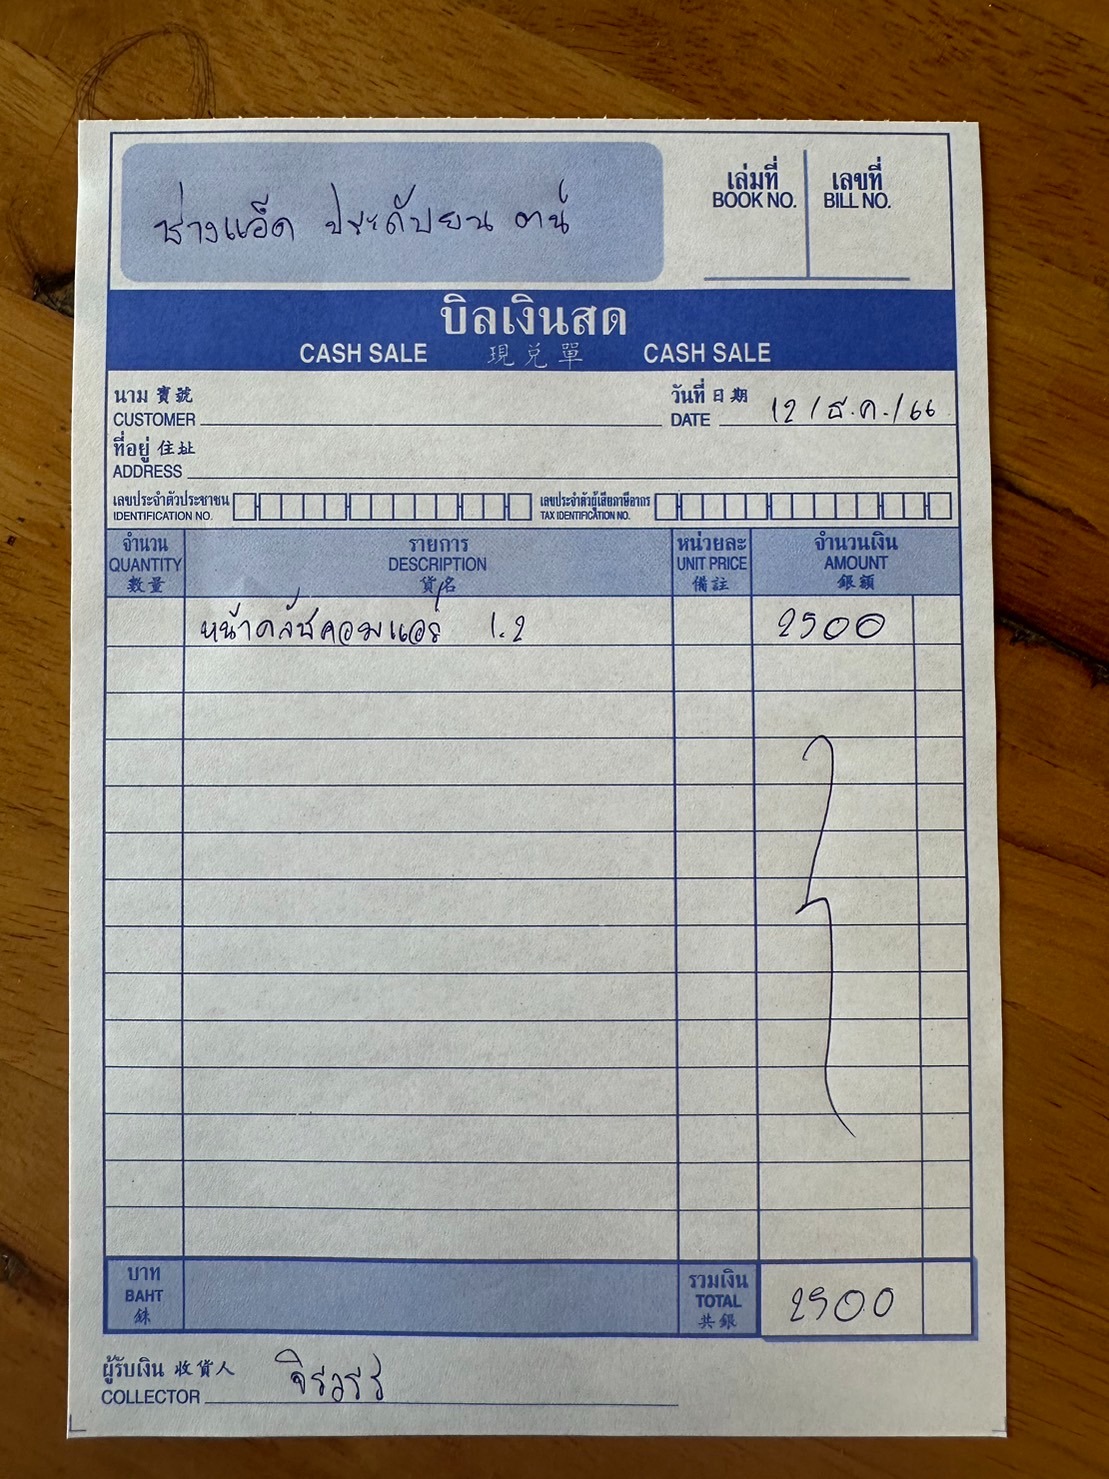 ช่างแอ๊ด ประดับยนตน์
เล่มที่ เลขที่
BOOK NO. BILL NO.
บิลเงินสด
CASH SALE 現兌單 CASH SALE
นาม 寶號 วันที่ 日期
CUSTOMER DATE 12/ธ.ค./66
ที่อยู่ 住址
ADDRESS
เลขประจำตัวประชาชน เลขประจำตัวผู้เสียภาษีอากร
IDENTIFICATION NO. TAX IDENTIFICATION NO.
จำนวน รายการ หน่วยละ จำนวนเงิน
QUANTITY DESCRIPTION UNIT PRICE AMOUNT
數量 貨名 備註 銀額
หน้าคลัชคอมแอร์ 1.2 2500
บาท รวมเงิน
BAHT TOTAL 2500
銖 共銀
ผู้รับเงิน 收貨人
COLLECTOR